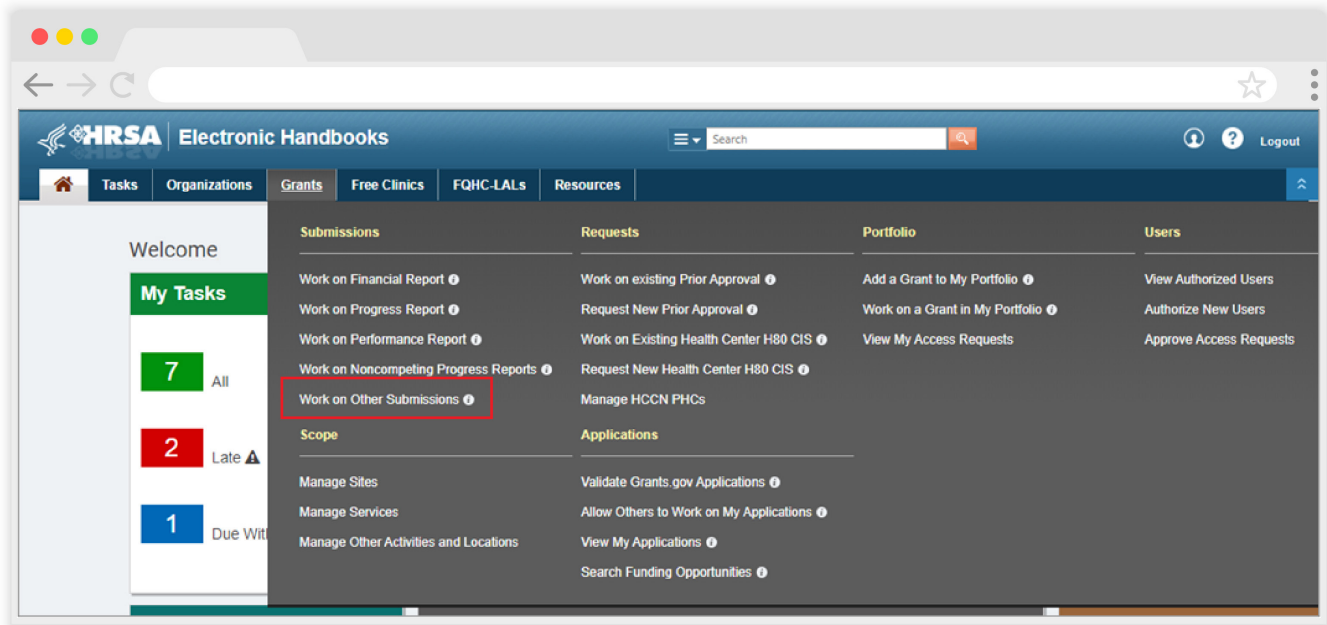 HRSA Electronic Handbooks
Search
Logout
Tasks Organizations Grants Free Clinics FQHC-LALs Resources
Welcome
My Tasks
7 All
2 Late
1 Due Wit
Submissions
Work on Financial Report
Work on Progress Report
Work on Performance Report
Work on Noncompeting Progress Reports
Work on Other Submissions
Scope
Manage Sites
Manage Services
Manage Other Activities and Locations
Requests
Work on existing Prior Approval
Request New Prior Approval
Work on Existing Health Center H80 CIS
Request New Health Center H80 CIS
Manage HCCN PHCs
Applications
Validate Grants.gov Applications
Allow Others to Work on My Applications
View My Applications
Search Funding Opportunities
Portfolio
Add a Grant to My Portfolio
Work on a Grant in My Portfolio
View My Access Requests
Users
View Authorized Users
Authorize New Users
Approve Access Requests